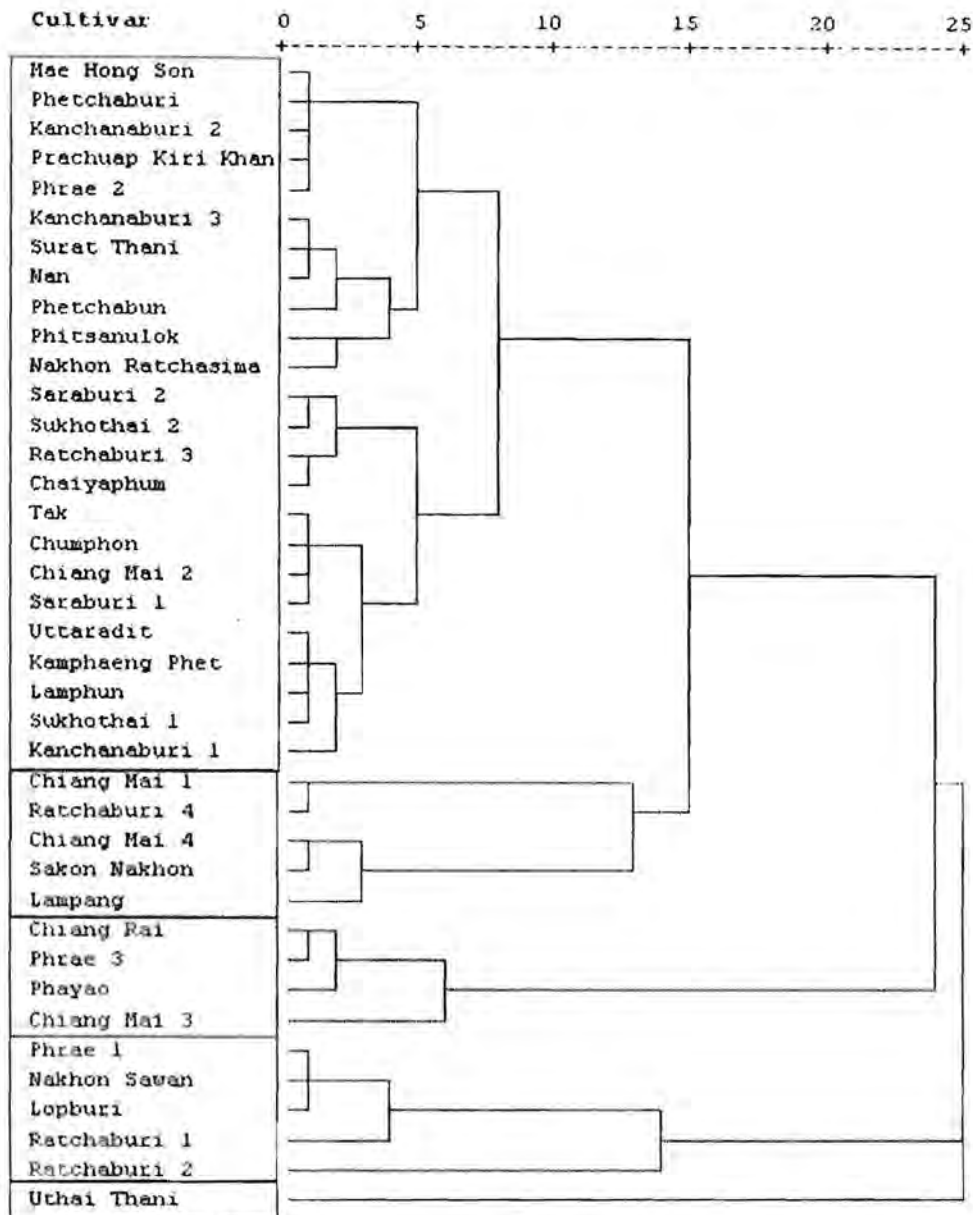 Cultivar 0 5 10 15 20 25
Mae Hong Son
Phetchaburi
Kanchanaburi 2
Prachuap Kiri Khan
Phrae 2
Kanchanaburi 3
Surat Thani
Nan
Phetchabun
Phitsanulok
Nakhon Ratchasima
Saraburi 2
Sukhothai 2
Ratchaburi 3
Chaiyaphum
Tak
Chumphon
Chiang Mai 2
Saraburi 1
Uttaradit
Kamphaeng Phet
Lamphun
Sukhothai 1
Kanchanaburi 1
Chiang Mai 1
Ratchaburi 4
Chiang Mai 4
Sakon Nakhon
Lampang
Chiang Rai
Phrae 3
Phayao
Chiang Mai 3
Phrae 1
Nakhon Sawan
Lopburi
Ratchaburi 1
Ratchaburi 2
Uthai Thani